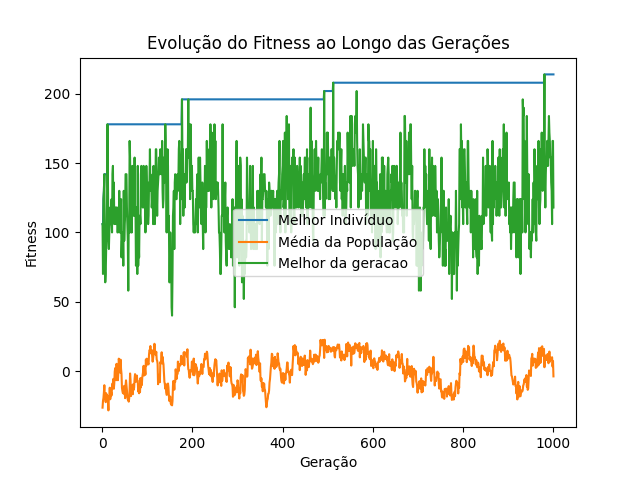 Evolução do Fitness ao Longo das Gerações
Fitness
200
150
100
50
0
Melhor Indivíduo
Média da População
Melhor da geracao
0 200 400 600 800 1000
Geração